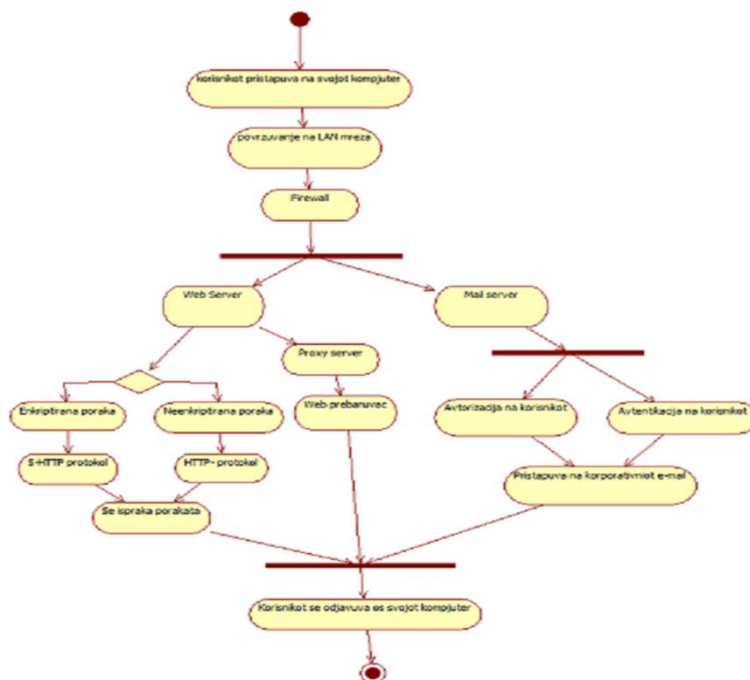 korisnikot pristapuva na svojot kompjuter
povrzuvanje na LAN mreza
Firewall
Web Server
Mail server
Proxy server
Enkriptirana poraka
Neenkriptirana poraka
Web prebaruvac
Avtorizacija na korisnikot
Avtentikacija na korisnikot
S-HTTP protokol
HTTP- protokol
Pristapuva na korporativniot e-mail
Se ispraka porakata
Korisnikot se odjavuva os svojot kompjuter